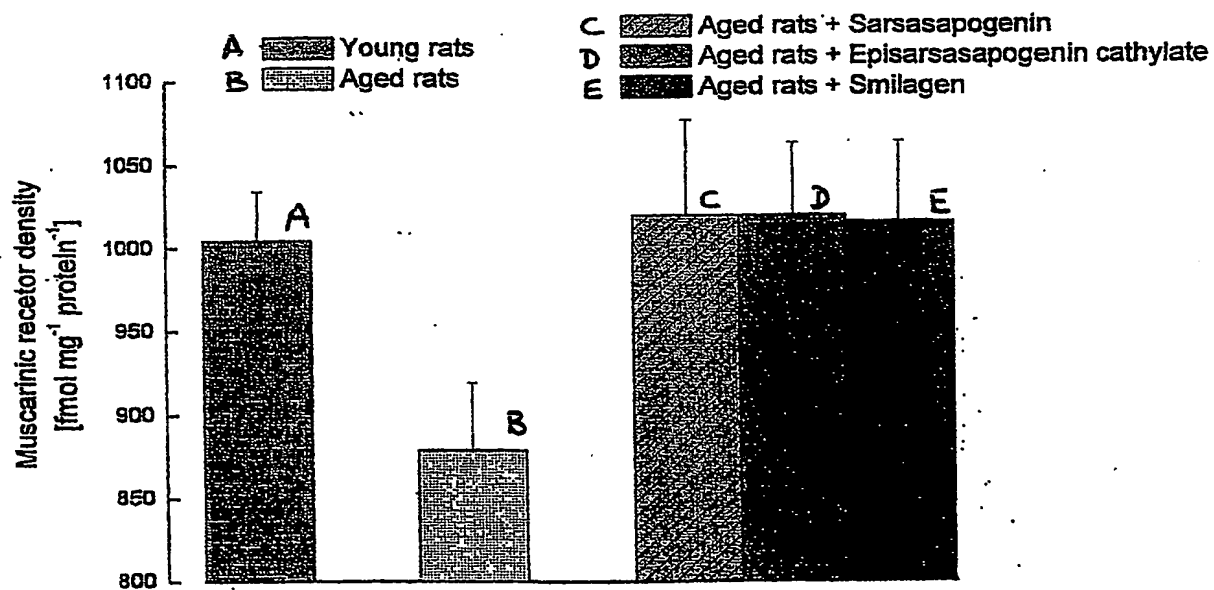 A Young rats
B Aged rats
C Aged rats + Sarsasapogenin
D Aged rats + Episarsasapogenin cathylate
E Aged rats + Smilagen
Muscarinic recetor density
[fmol mg⁻¹ protein⁻¹]
1100
1050
1000
950
900
850
800
A
B
C
D
E